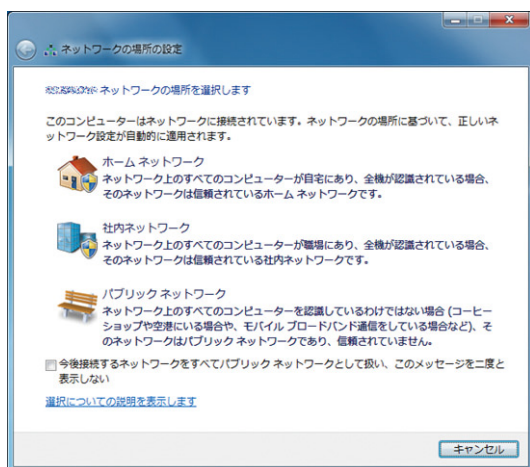 ネットワークの場所の設定
ネットワークの場所を選択します
このコンピューターはネットワークに接続されています。ネットワークの場所に基づいて、正しいネ
ットワーク設定が自動的に適用されます。
ホーム ネットワーク
ネットワーク上のすべてのコンピューターが自宅にあり、全機が認識されている場合、
そのネットワークは信頼されているホーム ネットワークです。
社内ネットワーク
ネットワーク上のすべてのコンピューターが職場にあり、全機が認識されている場合、
そのネットワークは信頼されている社内ネットワークです。
パブリック ネットワーク
ネットワーク上のすべてのコンピューターを認識しているわけではない場合 (コーヒー
ショップや空港にいる場合や、モバイル ブロードバンド通信をしている場合など)、そ
のネットワークはパブリック ネットワークであり、信頼されていません。
今後接続するネットワークをすべてパブリック ネットワークとして扱い、このメッセージを二度と
表示しない
選択についての説明を表示します
キャンセル